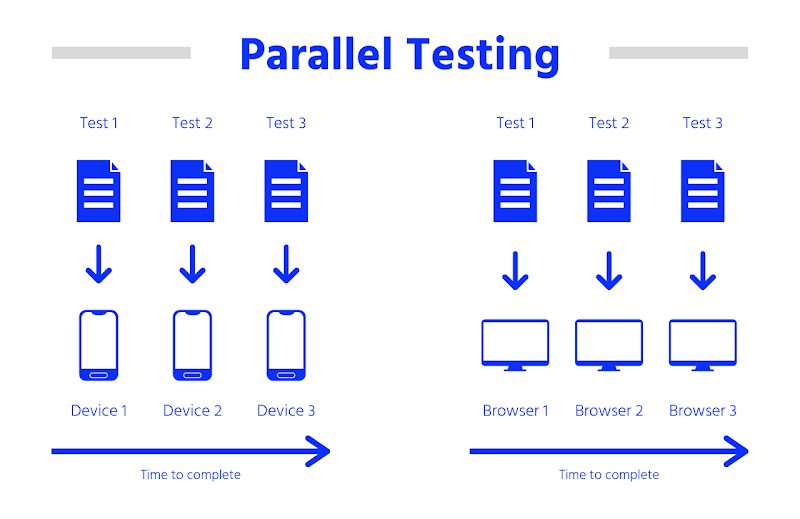 Parallel Testing
Test 1 Test 2 Test 3
Device 1 Device 2 Device 3
Time to complete
Test 1 Test 2 Test 3
Browser 1 Browser 2 Browser 3
Time to complete